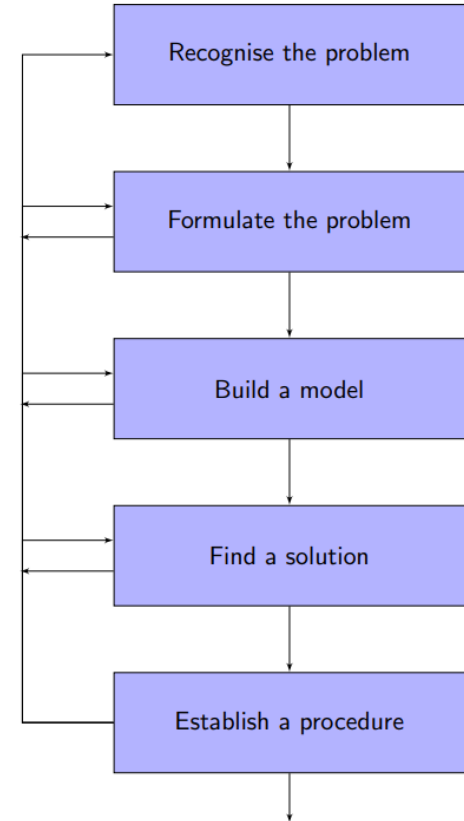 Recognise the problem
Formulate the problem
Build a model
Find a solution
Establish a procedure